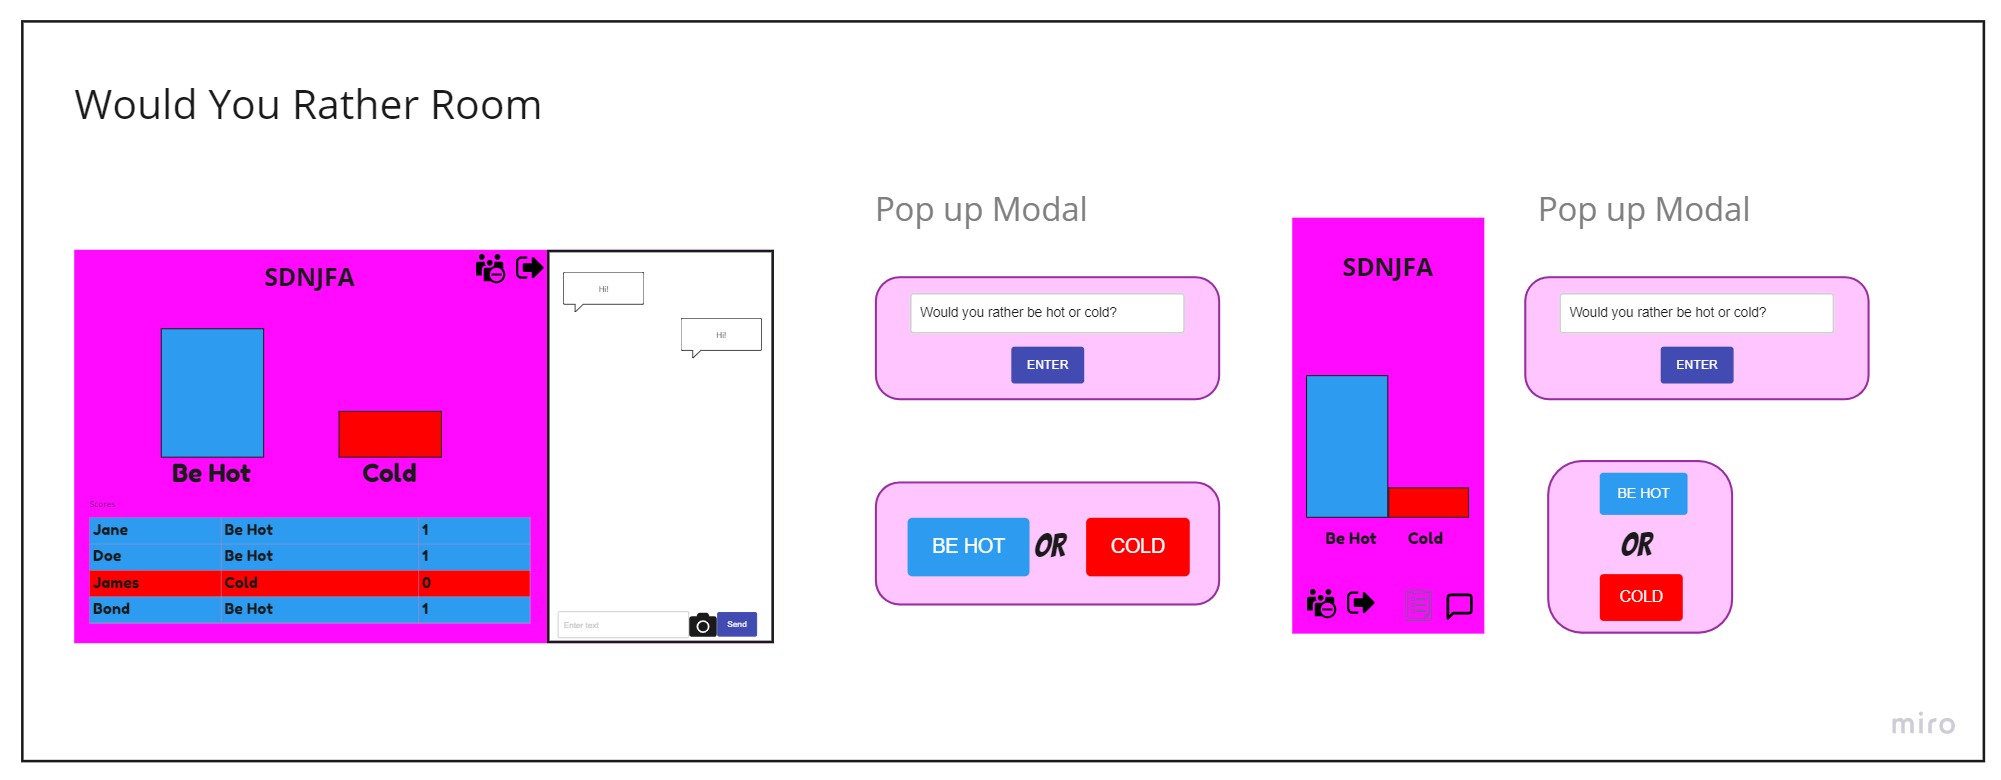 Would You Rather Room
SDNJFA
Be Hot
Cold
Scores
Jane Be Hot 1
Doe Be Hot 1
James Cold 0
Bond Be Hot 1
Hi!
Hi!
Enter text
Send
Pop up Modal
Would you rather be hot or cold?
ENTER
BE HOT OR COLD
SDNJFA
Be Hot Cold
Pop up Modal
Would you rather be hot or cold?
ENTER
BE HOT
OR
COLD
miro